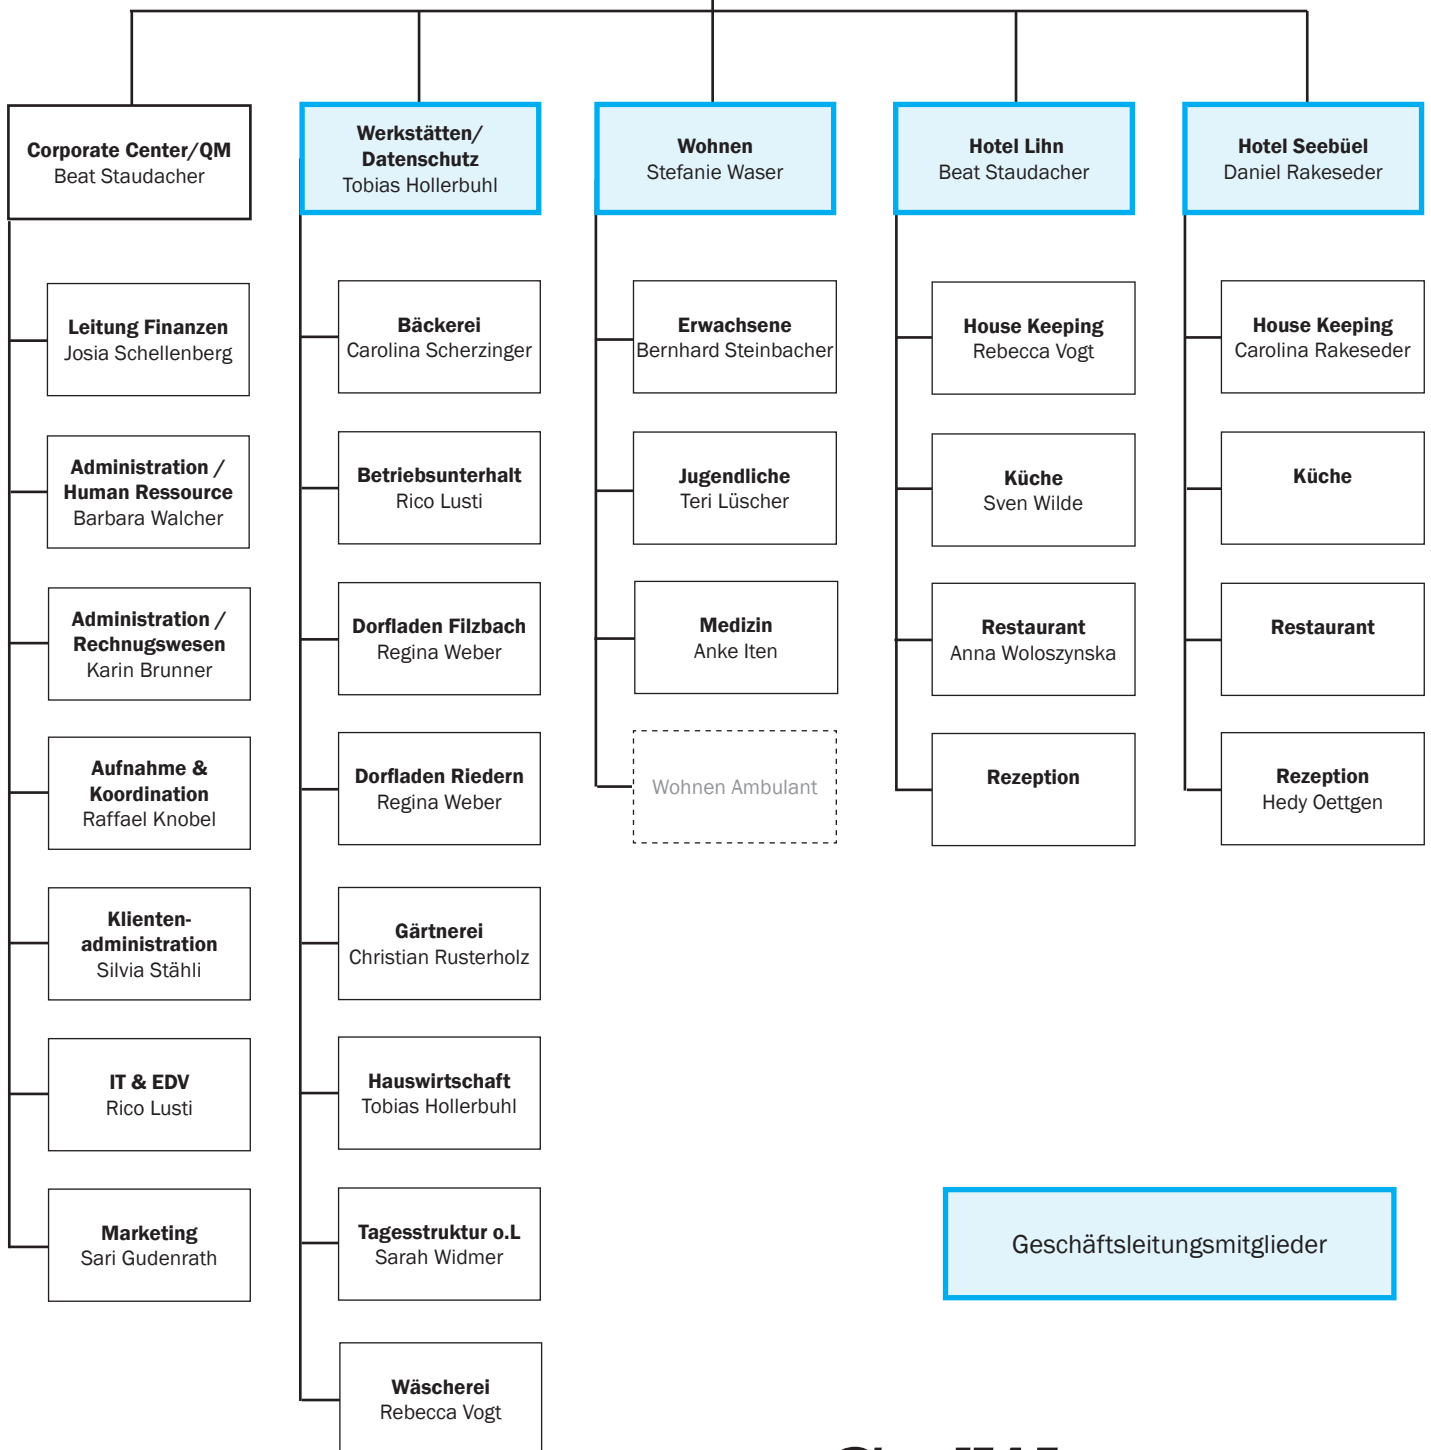 Corporate Center/QM
Beat Staudacher
Leitung Finanzen
Josia Schellenberg
Administration /
Human Ressource
Barbara Walcher
Administration /
Rechnugswesen
Karin Brunner
Aufnahme &
Koordination
Raffael Knobel
Klienten-
administration
Silvia Stähli
IT & EDV
Rico Lusti
Marketing
Sari Gudenrath
Werkstätten/
Datenschutz
Tobias Hollerbuhl
Bäckerei
Carolina Scherzinger
Betriebsunterhalt
Rico Lusti
Dorfladen Filzbach
Regina Weber
Dorfladen Riedern
Regina Weber
Gärtnerei
Christian Rusterholz
Hauswirtschaft
Tobias Hollerbuhl
Tagesstruktur o.L
Sarah Widmer
Wäscherei
Rebecca Vogt
Wohnen
Stefanie Waser
Erwachsene
Bernhard Steinbacher
Jugendliche
Teri Lüscher
Medizin
Anke Iten
Wohnen Ambulant
Hotel Lihn
Beat Staudacher
House Keeping
Rebecca Vogt
Küche
Sven Wilde
Restaurant
Anna Woloszynska
Rezeption
Hotel Seebüel
Daniel Rakeseder
House Keeping
Carolina Rakeseder
Küche
Restaurant
Rezeption
Hedy Oettgen
Geschäftsleitungsmitglieder